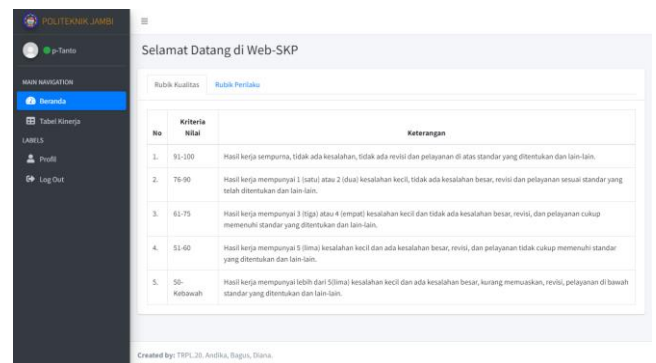 POLITEKNIK JAMBI
p-Tanto
MAIN NAVIGATION
Beranda
Tabel Kinerja
LABELS
Profil
Log Out
Selamat Datang di Web-SKP
Rubik Kualitas Rubik Perilaku
No Kriteria Nilai Keterangan
1. 91-100 Hasil kerja sempurna, tidak ada kesalahan, tidak ada revisi dan pelayanan di atas standar yang ditentukan dan lain-lain.
2. 76-90 Hasil kerja mempunyai 1 (satu) atau 2 (dua) kesalahan kecil, tidak ada kesalahan besar, revisi dan pelayanan sesuai standar yang
telah ditentukan dan lain-lain.
3. 61-75 Hasil kerja mempunyai 3 (tiga) atau 4 (empat) kesalahan kecil dan tidak ada kesalahan besar, revisi, dan pelayanan cukup
memenuhi standar yang ditentukan dan lain-lain.
4. 51-60 Hasil kerja mempunyai 5 (lima) kesalahan kecil dan ada kesalahan besar, revisi, dan pelayanan tidak cukup memenuhi standar
yang ditentukan dan lain-lain.
5. 50-Kebawah Hasil kerja mempunyai lebih dari 5(lima) kesalahan kecil dan ada kesalahan besar, kurang memuaskan, revisi, pelayanan di bawah
standar yang ditentukan dan lain-lain.
Created by: TRPL.20. Andika, Bagus, Diana.